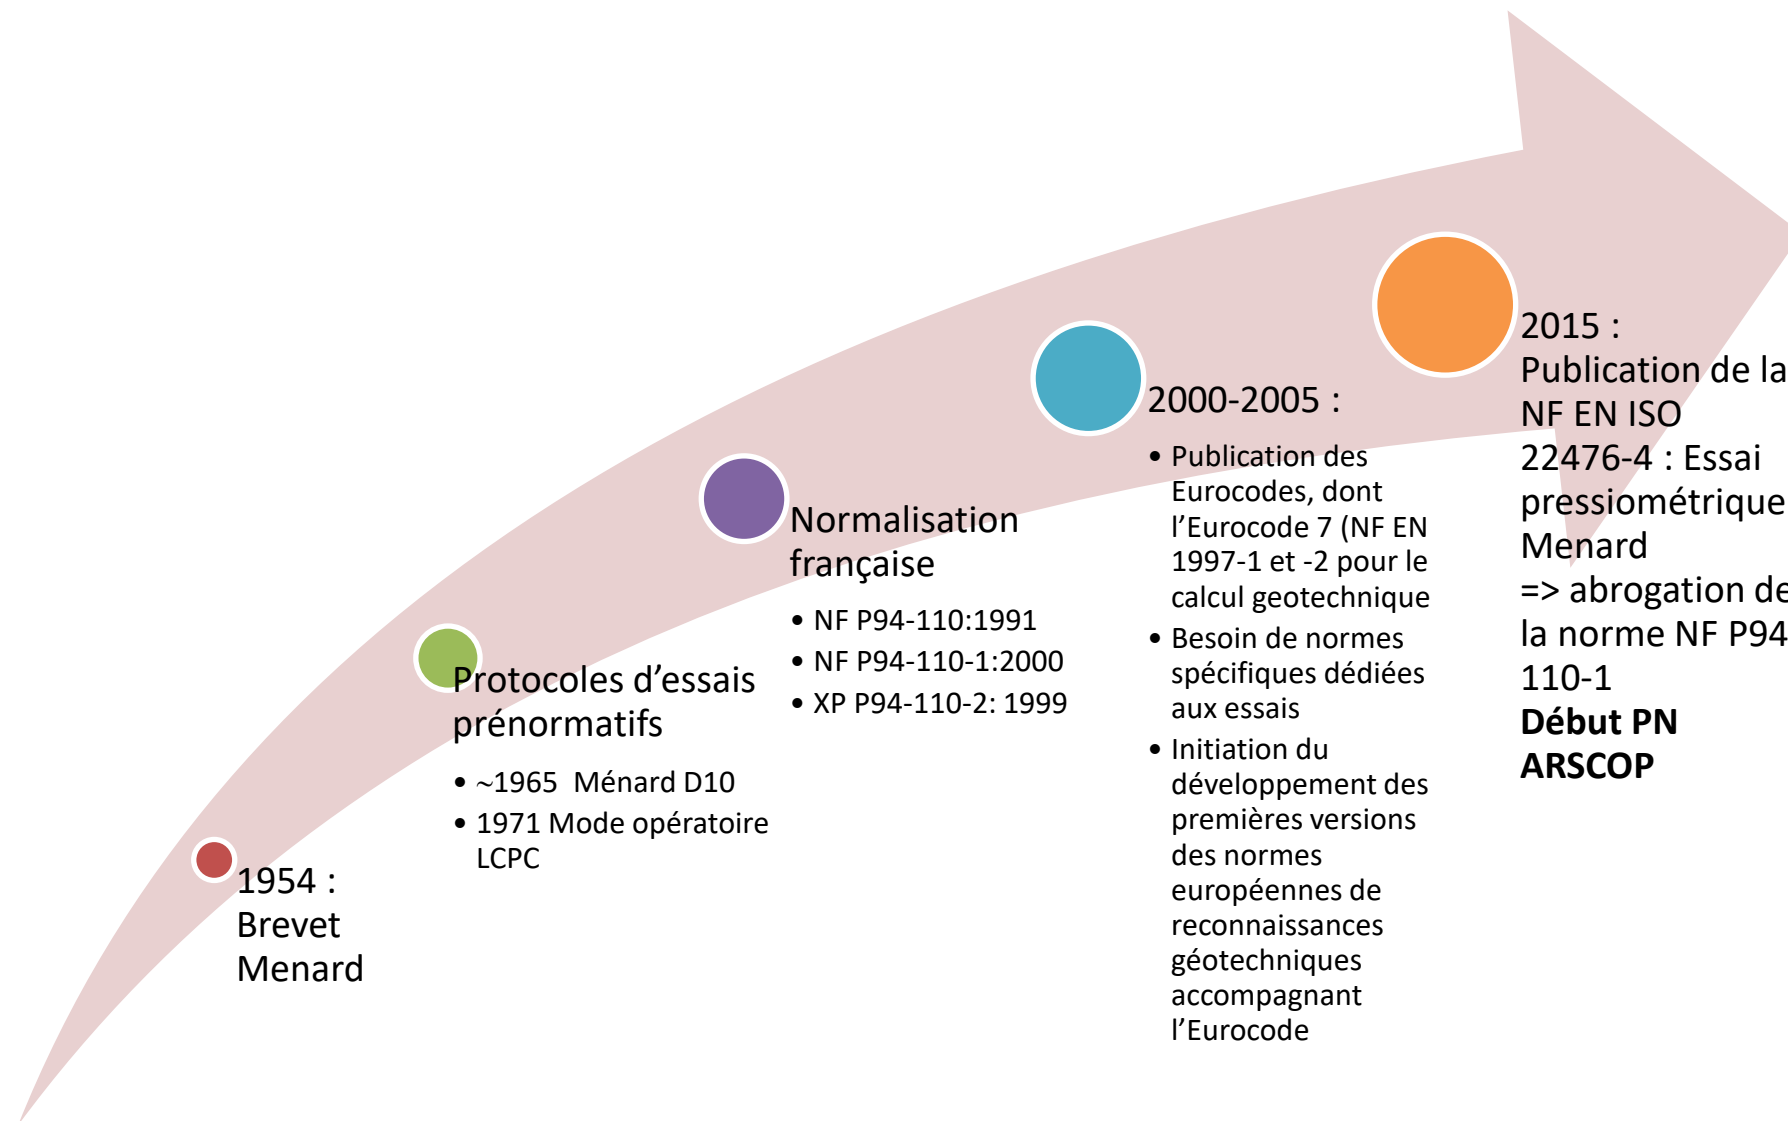 1954 :
Brevet
Menard
Protocoles d’essais
prénormatifs
• ~1965 Ménard D10
• 1971 Mode opératoire
LCPC
Normalisation
française
• NF P94-110:1991
• NF P94-110-1:2000
• XP P94-110-2: 1999
2000-2005 :
• Publication des
Eurocodes, dont
l’Eurocode 7 (NF EN
1997-1 et -2 pour le
calcul geotechnique
• Besoin de normes
spécifiques dédiées
aux essais
• Initiation du
développement des
premières versions
des normes
européennes de
reconnaissances
géotechniques
accompagnant
l’Eurocode
2015 :
Publication de la
NF EN ISO
22476-4 : Essai
pressiométrique
Menard
=> abrogation de
la norme NF P94
110-1
Début PN
ARSCOP